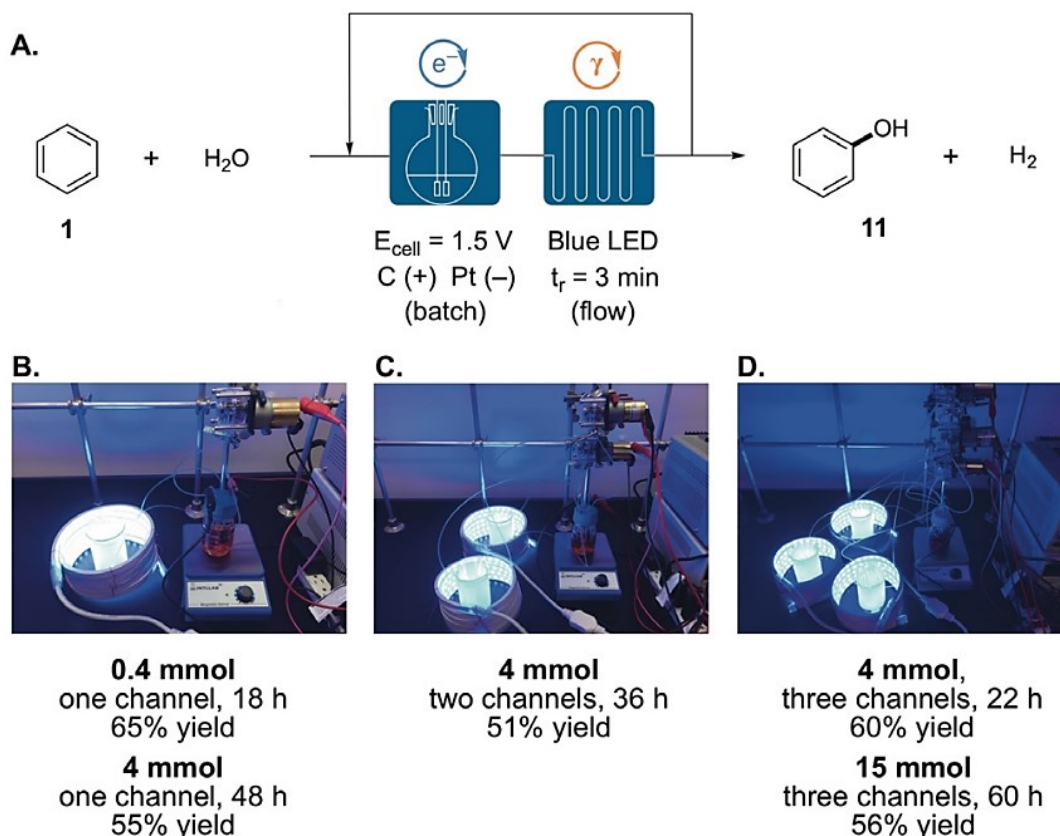 A.
e⁻
γ
1
+
H₂O
E_cell = 1.5 V
C (+) Pt (–)
(batch)
Blue LED
t_r = 3 min
(flow)
OH
11
+
H₂
B.
C.
D.
0.4 mmol
one channel, 18 h
65% yield
4 mmol
one channel, 48 h
55% yield
4 mmol
two channels, 36 h
51% yield
4 mmol,
three channels, 22 h
60% yield
15 mmol
three channels, 60 h
56% yield